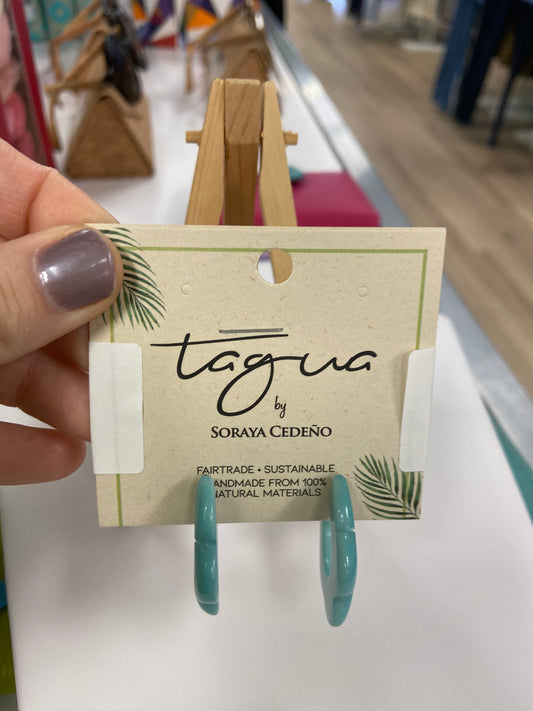 tagua
by
SORAYA CEDEÑO
FAIRTRADE • SUSTAINABLE
HANDMADE FROM 100%
NATURAL MATERIALS